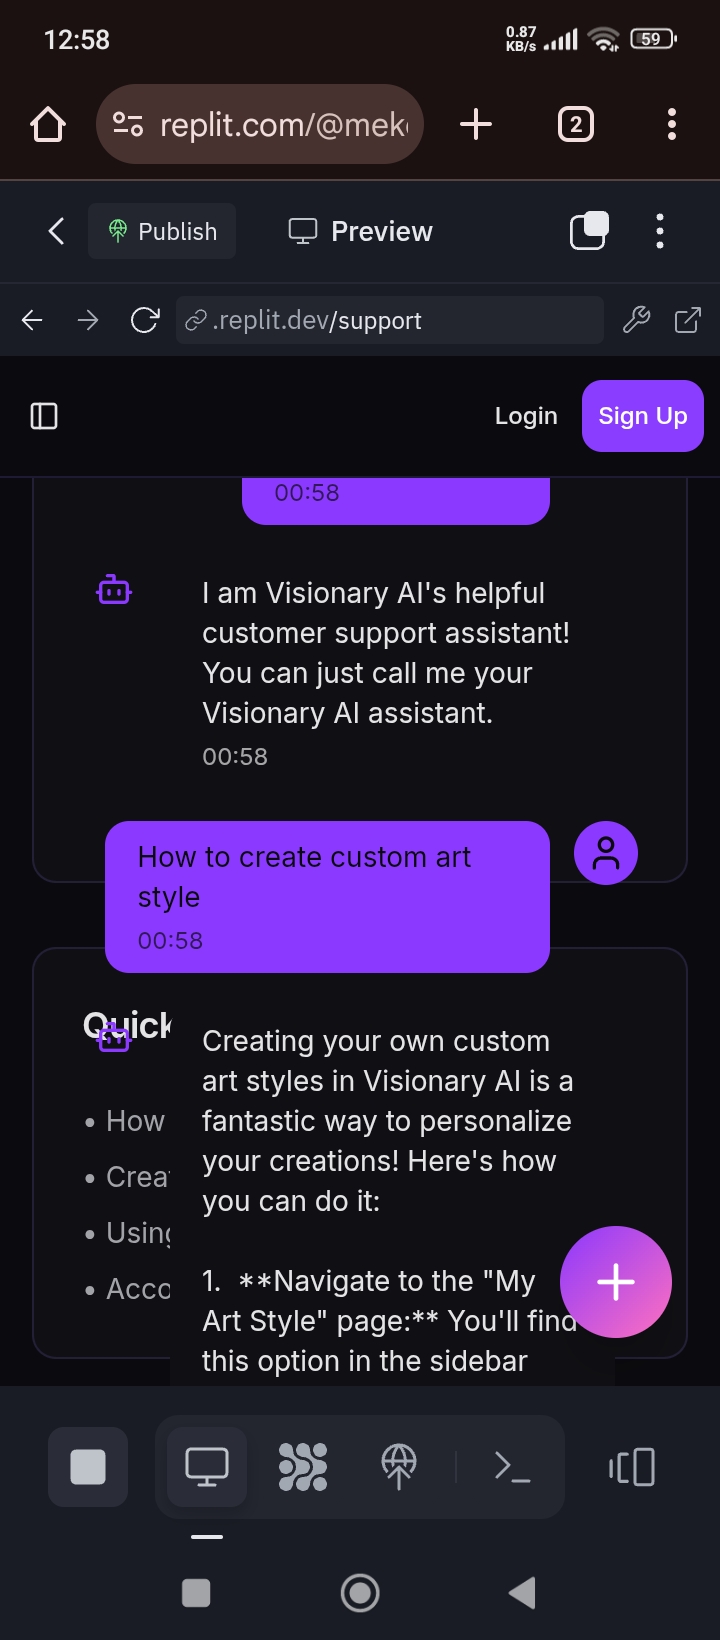 12:58
0.87
KB/s
59
replit.com/@mek
2
Publish
Preview
.replit.dev/support
Login
Sign Up
00:58
I am Visionary AI's helpful
customer support assistant!
You can just call me your
Visionary AI assistant.
00:58
How to create custom art
style
00:58
Quick
Creating your own custom
art styles in Visionary AI is a
• How
fantastic way to personalize
your creations! Here's how
• Creat
you can do it:
• Using
• Acco
1. **Navigate to the "My
Art Style" page:** You'll find
this option in the sidebar